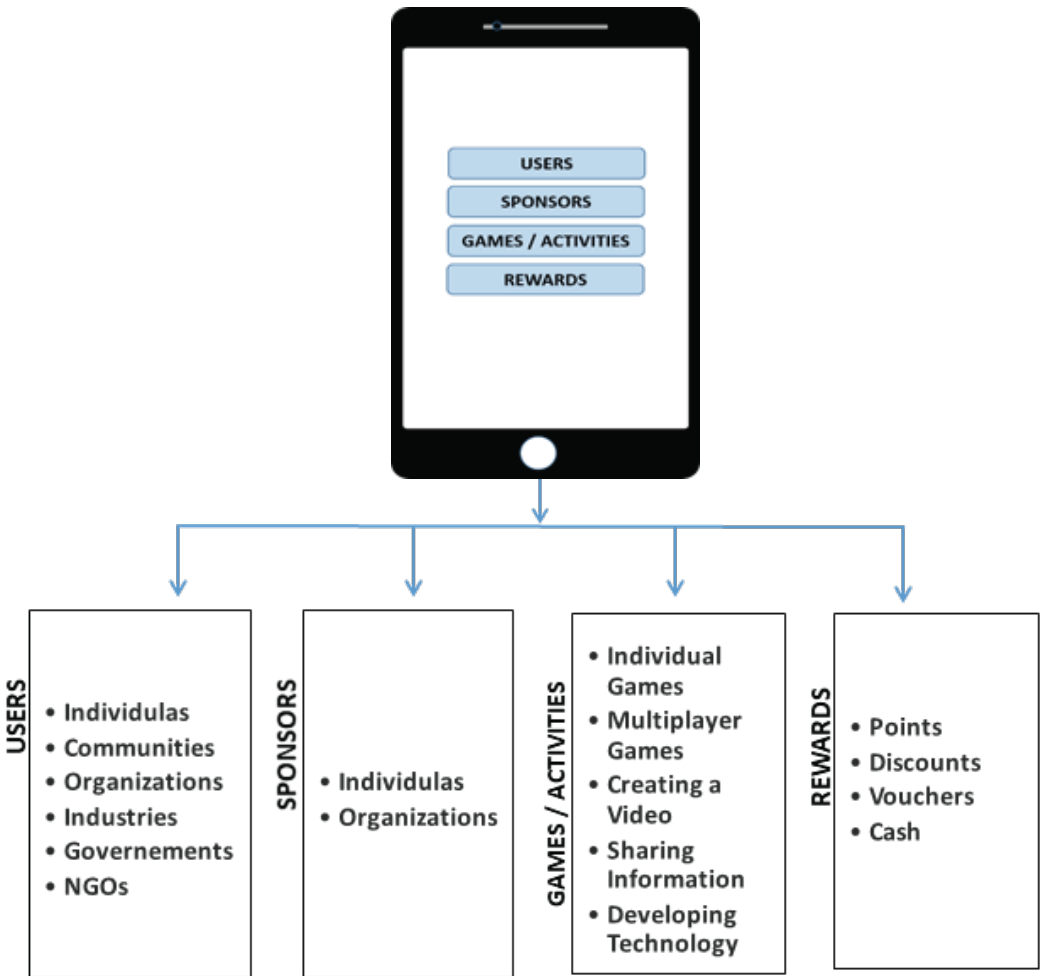 USERS
SPONSORS
GAMES / ACTIVITIES
REWARDS
USERS
• Individulas
• Communities
• Organizations
• Industries
• Governements
• NGOs
SPONSORS
• Individulas
• Organizations
GAMES / ACTIVITIES
• Individual
Games
• Multiplayer
Games
• Creating a
Video
• Sharing
Information
• Developing
Technology
REWARDS
• Points
• Discounts
• Vouchers
• Cash